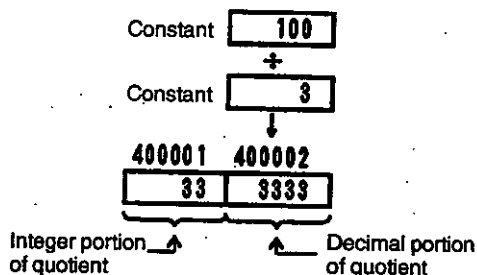 Constant 100
÷
Constant 3
400001 400002
33 3333
Integer portion of quotient
Decimal portion of quotient